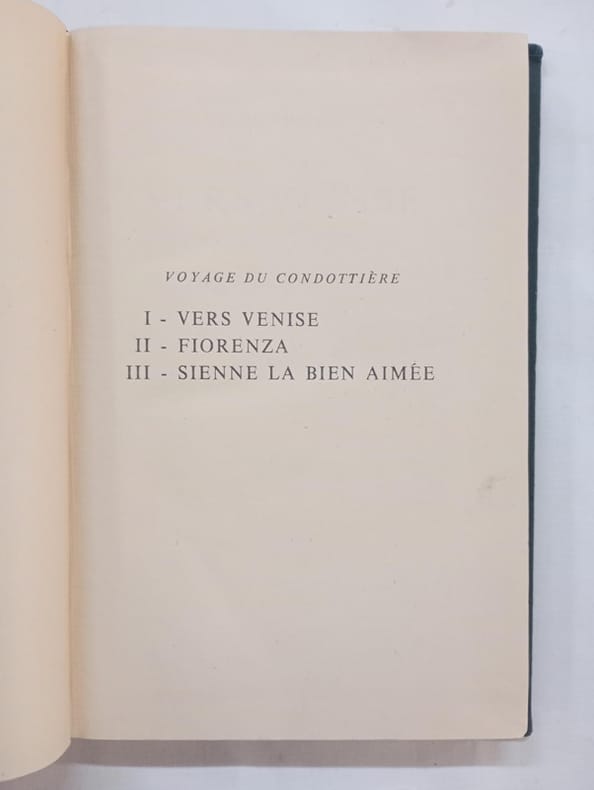 VOYAGE DU CONDOTTIÈRE
I - VERS VENISE
II - FIORENZA
III - SIENNE LA BIEN AIMÉE